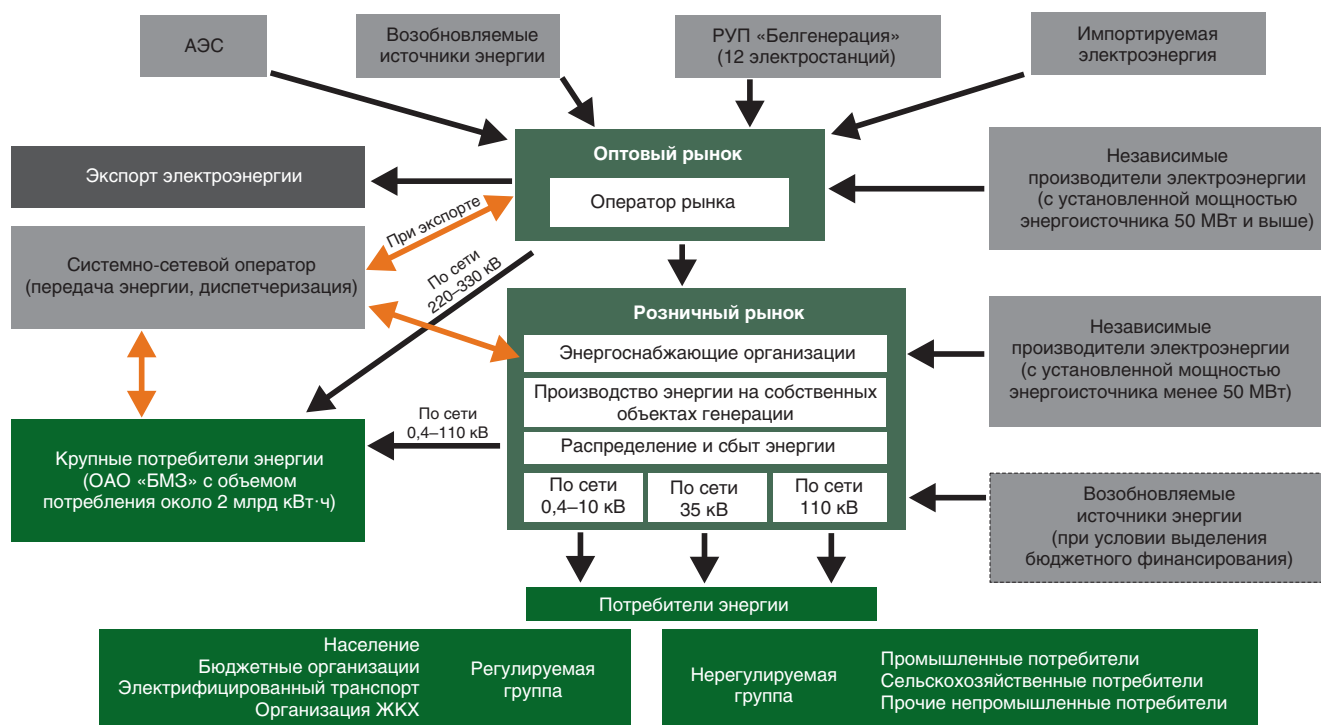 АЭС
Возобновляемые
источники энергии
РУП «Белгенерация»
(12 электростанций)
Импортируемая
электроэнергия
Оптовый рынок
Оператор рынка
Экспорт электроэнергии
Независимые
производители электроэнергии
(с установленной мощностью
энергоисточника 50 МВт и выше)
При экспорте
Системно-сетевой оператор
(передача энергии, диспетчеризация)
По сети
220–330 кВ
Розничный рынок
Энергоснабжающие организации
Производство энергии на собственных
объектах генерации
Распределение и сбыт энергии
По сети
0,4–10 кВ
По сети
35 кВ
По сети
110 кВ
Независимые
производители электроэнергии
(с установленной мощностью
энергоисточника менее 50 МВт)
По сети
0,4–110 кВ
Крупные потребители энергии
(ОАО «БМЗ» с объемом
потребления около 2 млрд кВт·ч)
Возобновляемые
источники энергии
(при условии выделения
бюджетного финансирования)
Потребители энергии
Население
Бюджетные организации
Электрифицированный транспорт
Организация ЖКХ
Регулируемая
группа
Нерегулируемая
группа
Промышленные потребители
Сельскохозяйственные потребители
Прочие непромышленные потребители